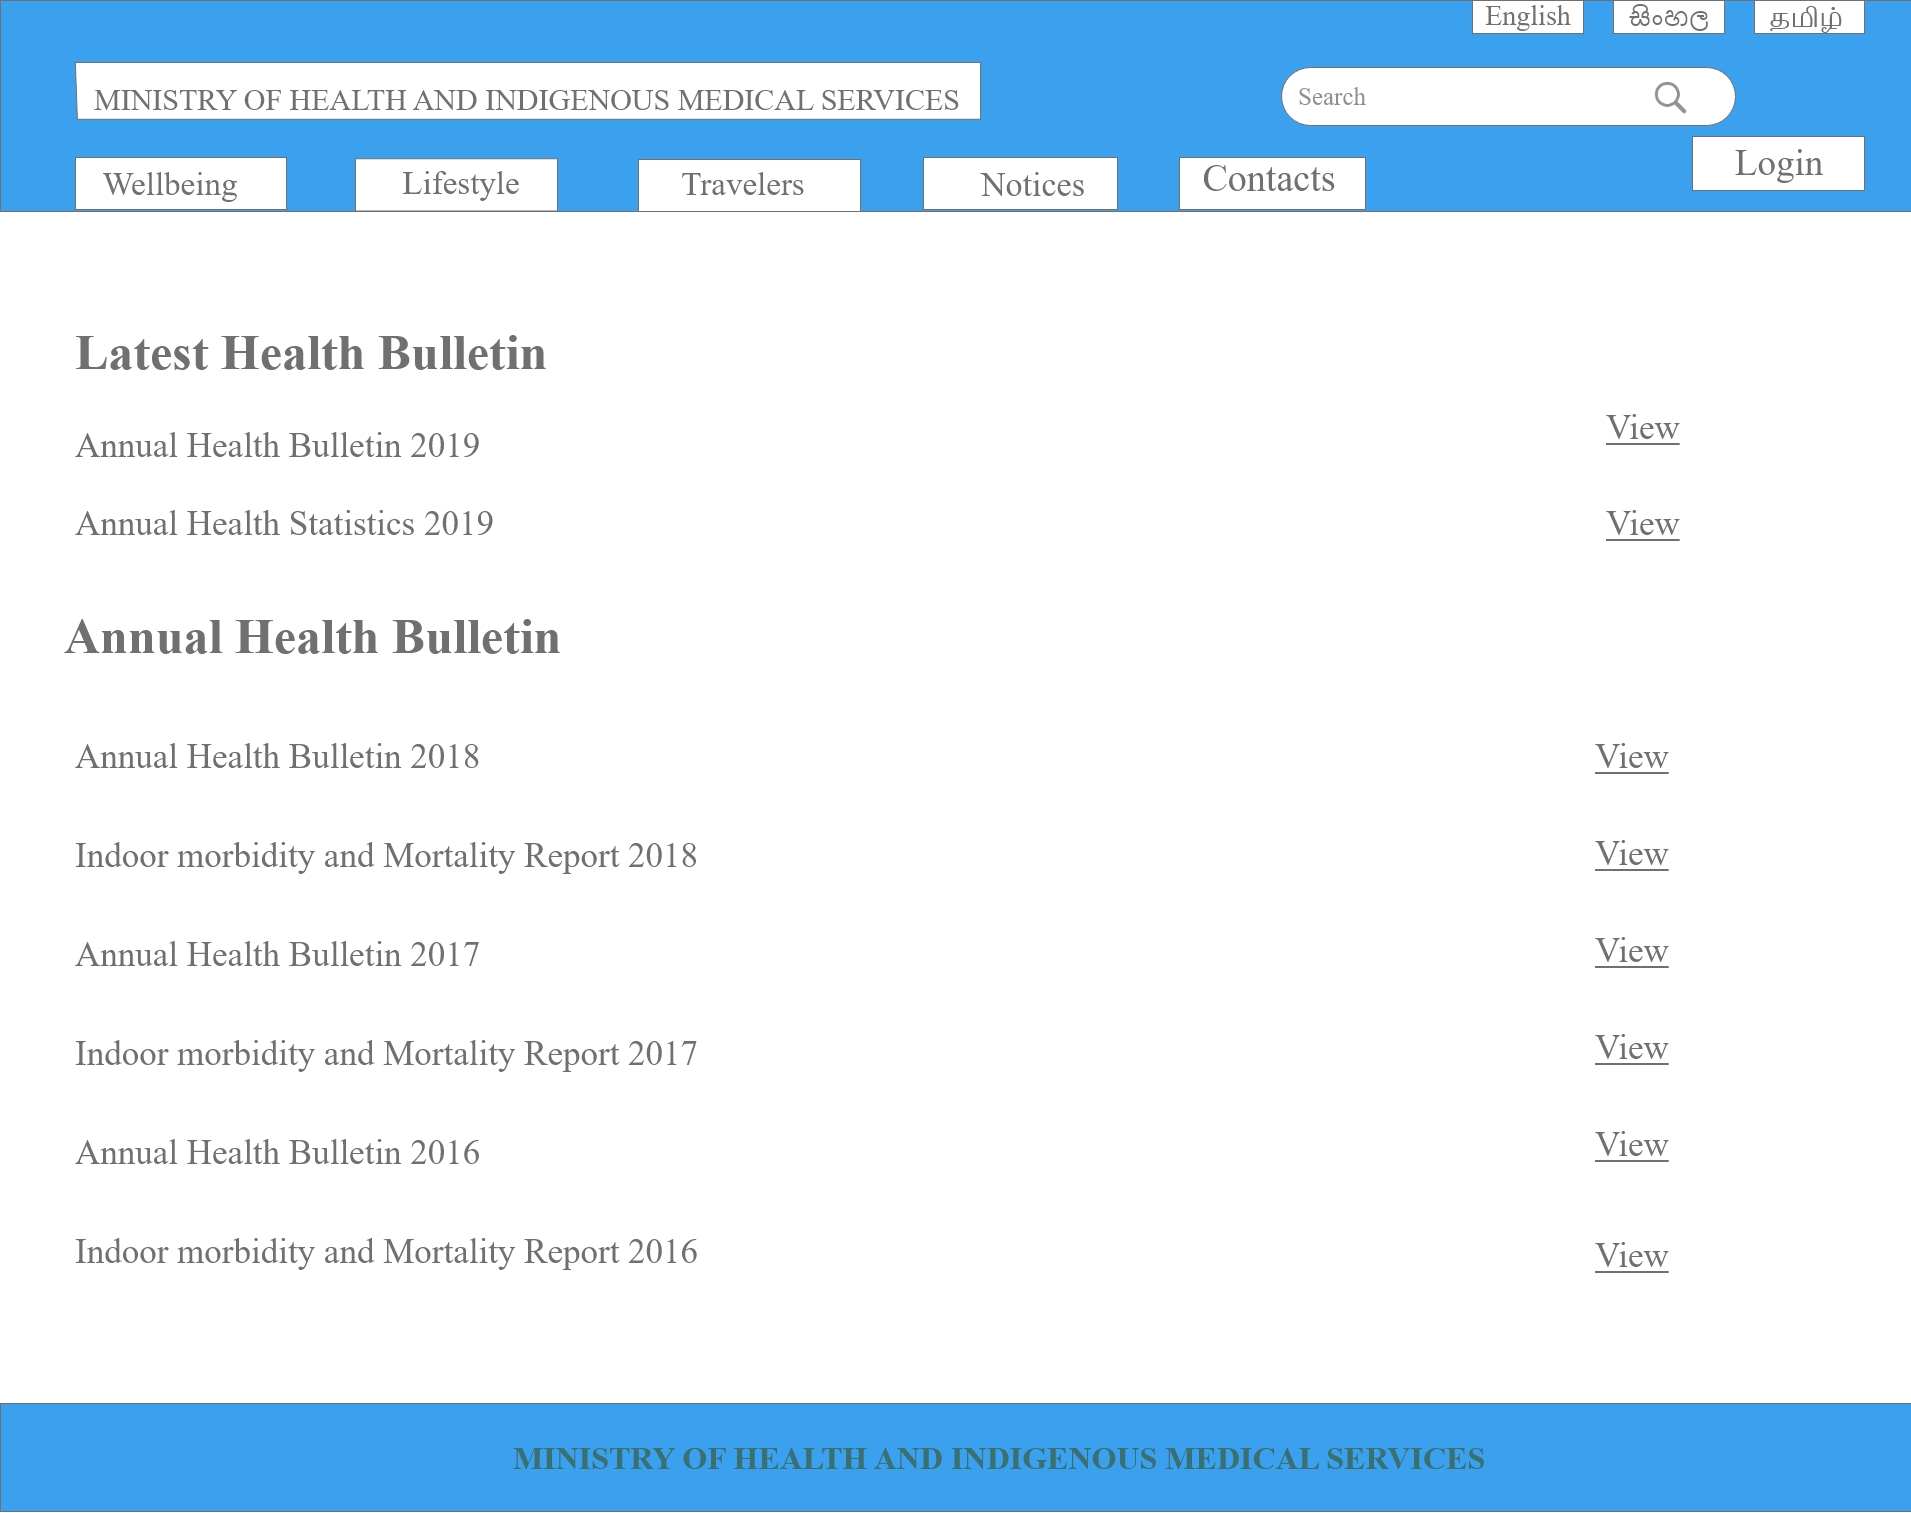 English සිංහල தமிழ்
MINISTRY OF HEALTH AND INDIGENOUS MEDICAL SERVICES
Search
Login
Wellbeing Lifestyle Travelers Notices Contacts
Latest Health Bulletin
Annual Health Bulletin 2019 View
Annual Health Statistics 2019 View
Annual Health Bulletin
Annual Health Bulletin 2018 View
Indoor morbidity and Mortality Report 2018 View
Annual Health Bulletin 2017 View
Indoor morbidity and Mortality Report 2017 View
Annual Health Bulletin 2016 View
Indoor morbidity and Mortality Report 2016 View
MINISTRY OF HEALTH AND INDIGENOUS MEDICAL SERVICES